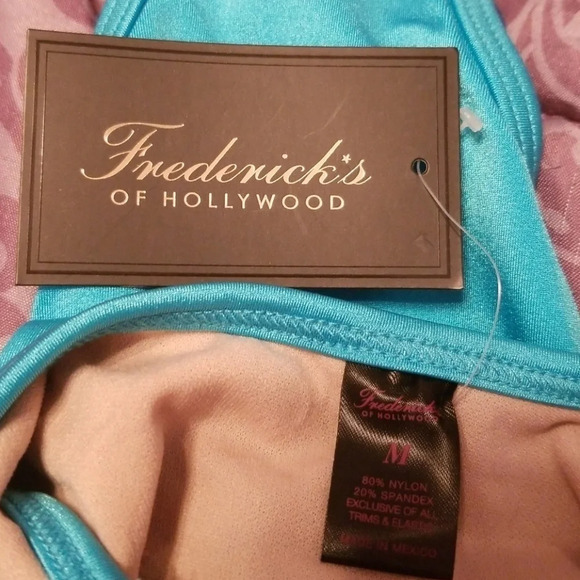 Frederick's
OF HOLLYWOOD
Frederick's
OF HOLLYWOOD
M
80% NYLON
20% SPANDEX
EXCLUSIVE OF ALL
TRIMS & ELASTIC
MADE IN MEXICO